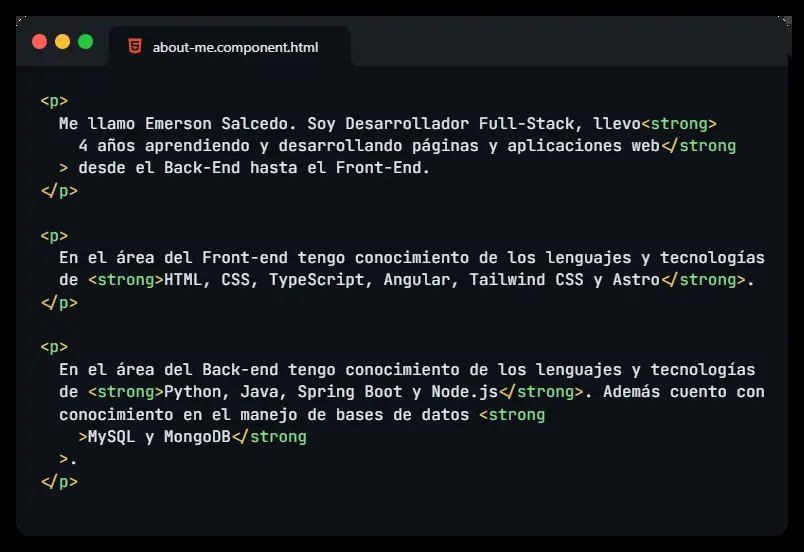 about-me.component.html
<p>
Me llamo Emerson Salcedo. Soy Desarrollador Full-Stack, llevo<strong>
4 años aprendiendo y desarrollando páginas y aplicaciones web</strong
> desde el Back-End hasta el Front-End.
</p>
<p>
En el área del Front-end tengo conocimiento de los lenguajes y tecnologías
de <strong>HTML, CSS, TypeScript, Angular, Tailwind CSS y Astro</strong>.
</p>
<p>
En el área del Back-end tengo conocimiento de los lenguajes y tecnologías
de <strong>Python, Java, Spring Boot y Node.js</strong>. Además cuento con
conocimiento en el manejo de bases de datos <strong
>MySQL y MongoDB</strong
>.
</p>